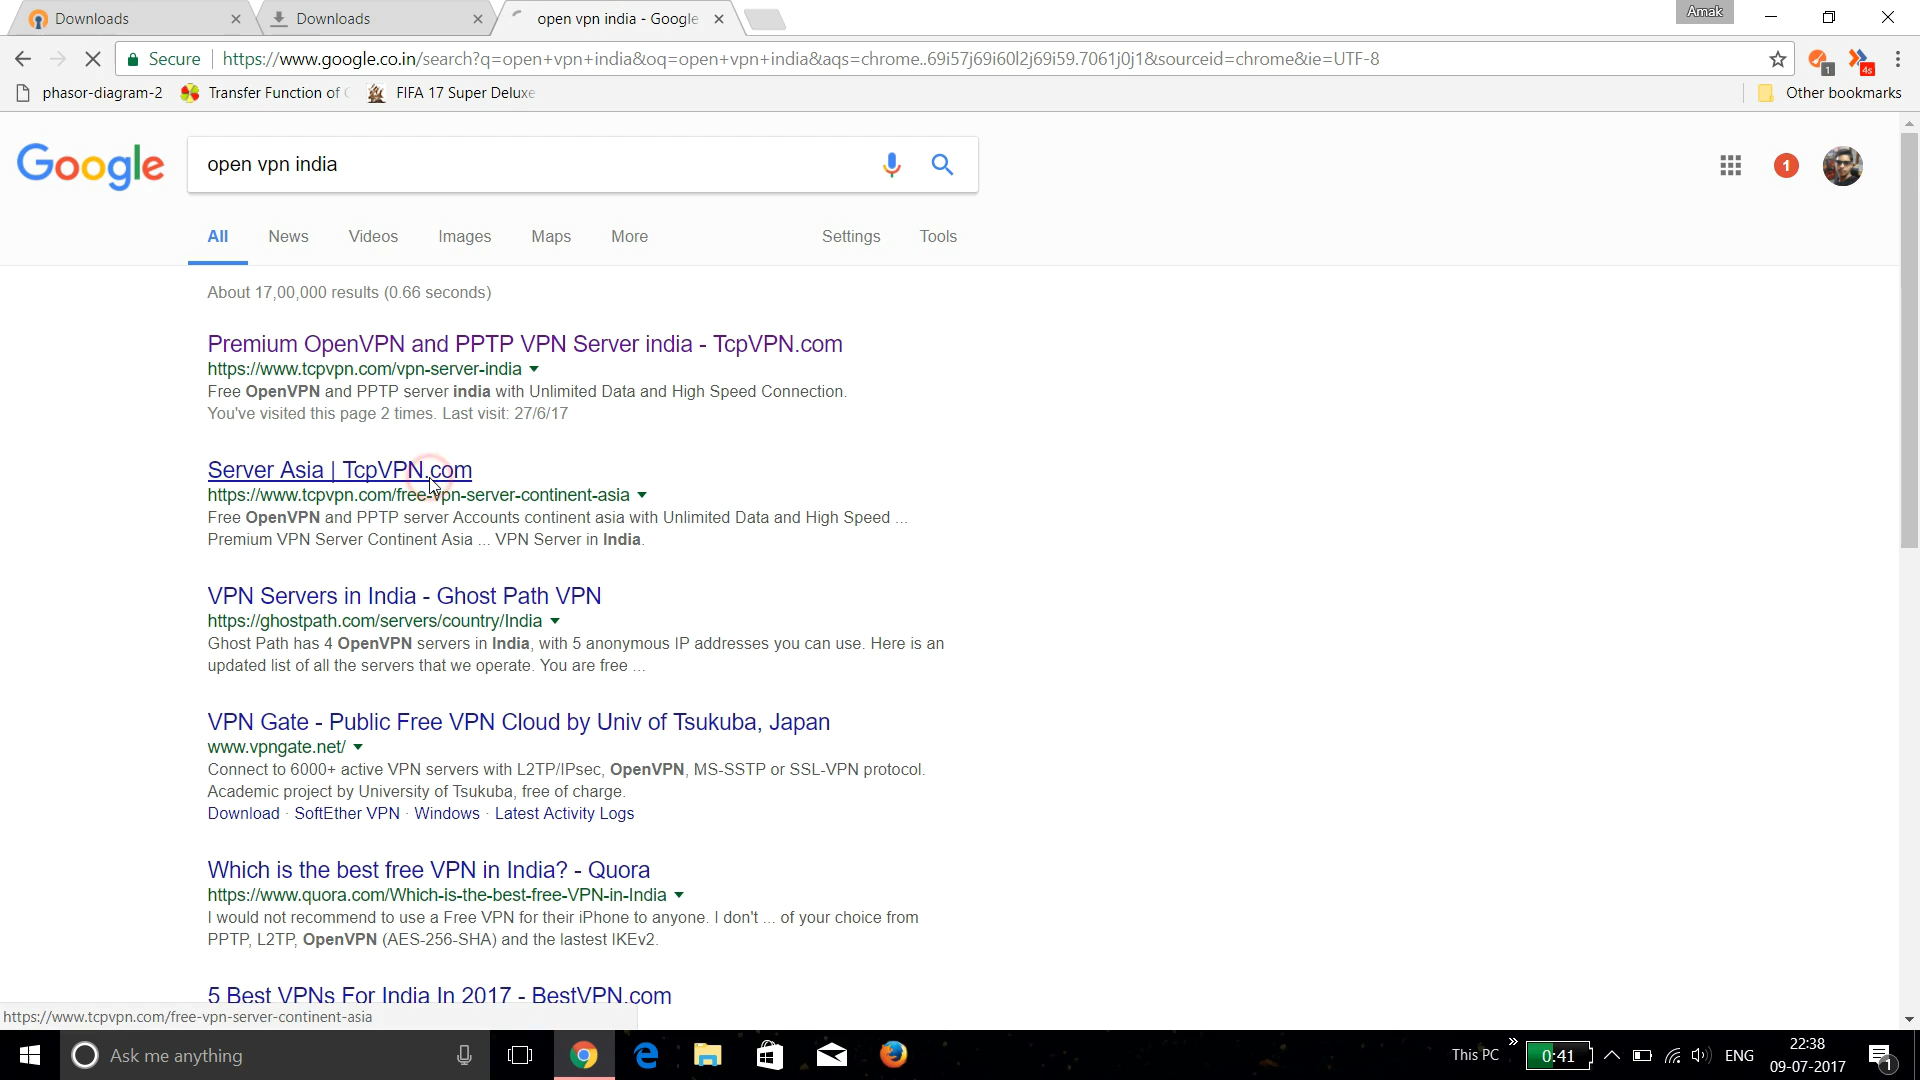 Downloads
Downloads
open vpn india - Google
Amak
Secure
https://www.google.co.in/search?q=open+vpn+india&oq=open+vpn+india&aqs=chrome..69i57j69i60l2j69i59.7061j0j1&sourceid=chrome&ie=UTF-8
1
4s
phasor-diagram-2
Transfer Function of
FIFA 17 Super Deluxe
Other bookmarks
Google
open vpn india
1
All
News
Videos
Images
Maps
More
Settings
Tools
About 17,00,000 results (0.66 seconds)
Premium OpenVPN and PPTP VPN Server india - TcpVPN.com
https://www.tcpvpn.com/vpn-server-india
Free OpenVPN and PPTP server india with Unlimited Data and High Speed Connection.
You've visited this page 2 times. Last visit: 27/6/17
Server Asia | TcpVPN.com
https://www.tcpvpn.com/free-vpn-server-continent-asia
Free OpenVPN and PPTP server Accounts continent asia with Unlimited Data and High Speed ...
Premium VPN Server Continent Asia ... VPN Server in India.
VPN Servers in India - Ghost Path VPN
https://ghostpath.com/servers/country/India
Ghost Path has 4 OpenVPN servers in India, with 5 anonymous IP addresses you can use. Here is an
updated list of all the servers that we operate. You are free ...
VPN Gate - Public Free VPN Cloud by Univ of Tsukuba, Japan
www.vpngate.net/
Connect to 6000+ active VPN servers with L2TP/IPsec, OpenVPN, MS-SSTP or SSL-VPN protocol.
Academic project by University of Tsukuba, free of charge.
Download · SoftEther VPN · Windows · Latest Activity Logs
Which is the best free VPN in India? - Quora
https://www.quora.com/Which-is-the-best-free-VPN-in-India
I would not recommend to use a Free VPN for their iPhone to anyone. I don't ... of your choice from
PPTP, L2TP, OpenVPN (AES-256-SHA) and the lastest IKEv2.
5 Best VPNs For India In 2017 - BestVPN.com
https://www.tcpvpn.com/free-vpn-server-continent-asia
Ask me anything
This PC
0:41
ENG
22:38
09-07-2017
1